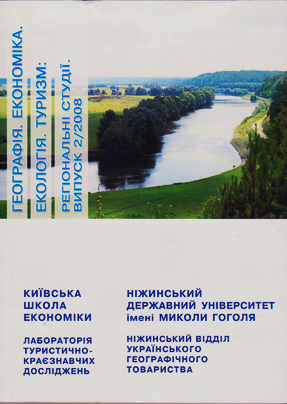 ГЕОГРАФІЯ. ЕКОНОМІКА.
ЕКОЛОГІЯ. ТУРИЗМ:
РЕГІОНАЛЬНІ СТУДІЇ.
ВИПУСК 2/2008
КИЇВСЬКА
ШКОЛА
ЕКОНОМІКИ
ЛАБОРАТОРІЯ
ТУРИСТИЧНО-
КРАЄЗНАВЧИХ
ДОСЛІДЖЕНЬ
НІЖИНСЬКИЙ
ДЕРЖАВНИЙ УНІВЕРСИТЕТ
імені МИКОЛИ ГОГОЛЯ
НІЖИНСЬКИЙ ВІДДІЛ
УКРАЇНСЬКОГО
ГЕОГРАФІЧНОГО
ТОВАРИСТВА